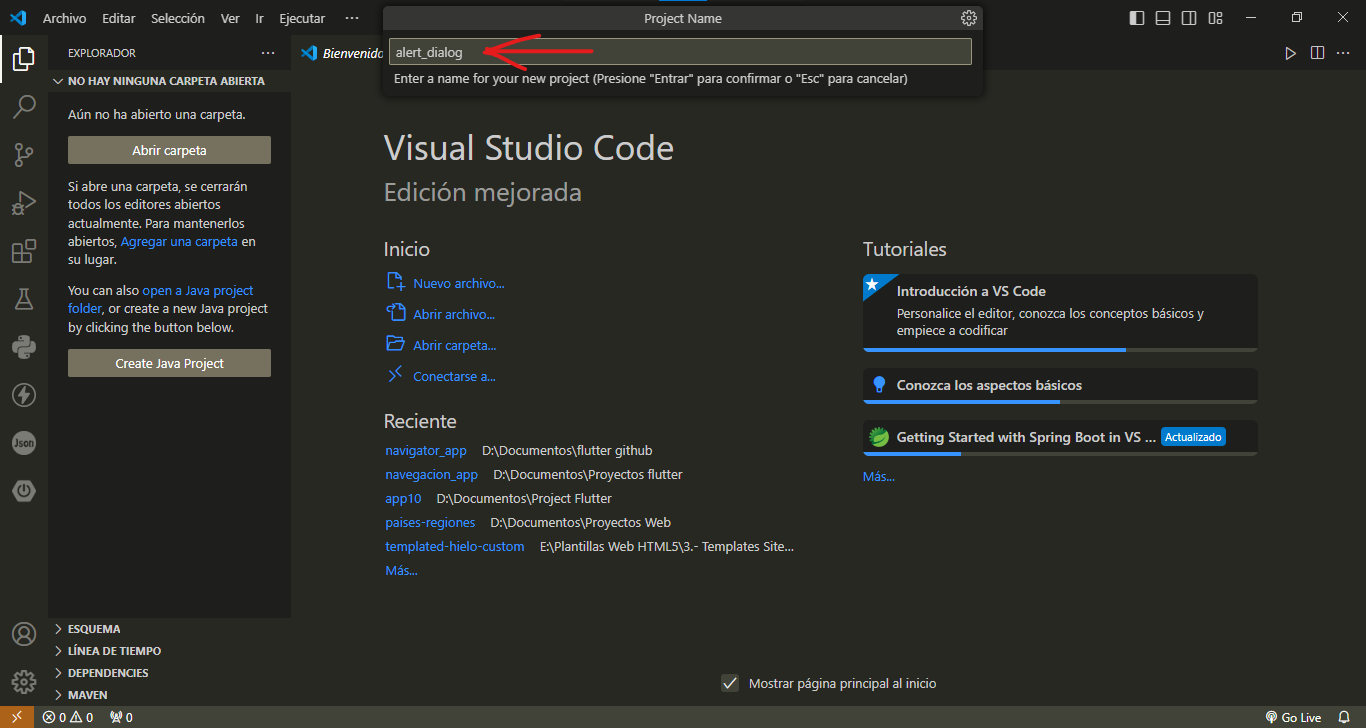 Archivo Editar Selección Ver Ir Ejecutar ...
Project Name
alert_dialog
Enter a name for your new project (Presione "Entrar" para confirmar o "Esc" para cancelar)
EXPLORADOR
Bienvenido
NO HAY NINGUNA CARPETA ABIERTA
Aún no ha abierto una carpeta.
Abrir carpeta
Si abre una carpeta, se cerrarán
todos los editores abiertos
actualmente. Para mantenerlos
abiertos, Agregar una carpeta en
su lugar.
You can also open a Java project
folder, or create a new Java project
by clicking the button below.
Create Java Project
Json
ESQUEMA
LÍNEA DE TIEMPO
DEPENDENCIES
MAVEN
Visual Studio Code
Edición mejorada
Inicio
Nuevo archivo...
Abrir archivo...
Abrir carpeta...
Conectarse a...
Reciente
navigator_app D:\Documentos\flutter github
navegacion_app D:\Documentos\Proyectos flutter
app10 D:\Documentos\Project Flutter
paises-regiones D:\Documentos\Proyectos Web
templated-hielo-custom E:\Plantillas Web HTML5\3.- Templates Site...
Más...
Tutoriales
Introducción a VS Code
Personalice el editor, conozca los conceptos básicos y
empiece a codificar
Conozca los aspectos básicos
Getting Started with Spring Boot in VS ... Actualizado
Más...
Mostrar página principal al inicio
0 0 0
Go Live